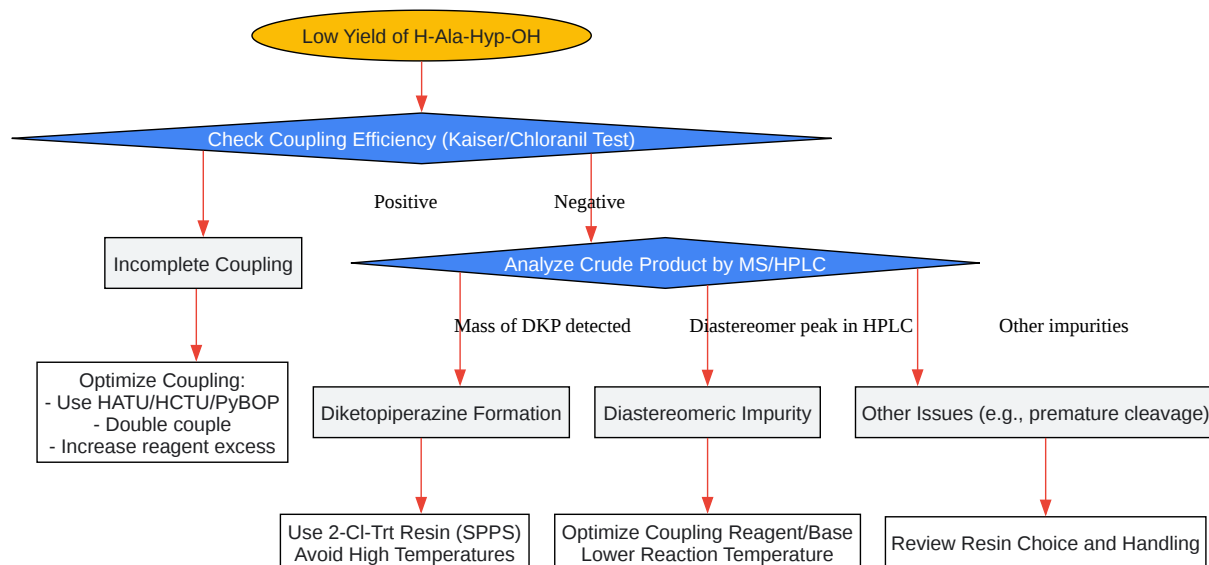 Low Yield of H-Ala-Hyp-OH
Check Coupling Efficiency (Kaiser/Chloranil Test)
Positive
Negative
Incomplete Coupling
Analyze Crude Product by MS/HPLC
Mass of DKP detected
Diastereomer peak in HPLC
Other impurities
Optimize Coupling:
- Use HATU/HCTU/PyBOP
- Double couple
- Increase reagent excess
Diketopiperazine Formation
Diastereomeric Impurity
Other Issues (e.g., premature cleavage)
Use 2-Cl-Trt Resin (SPPS)
Avoid High Temperatures
Optimize Coupling Reagent/Base
Lower Reaction Temperature
Review Resin Choice and Handling